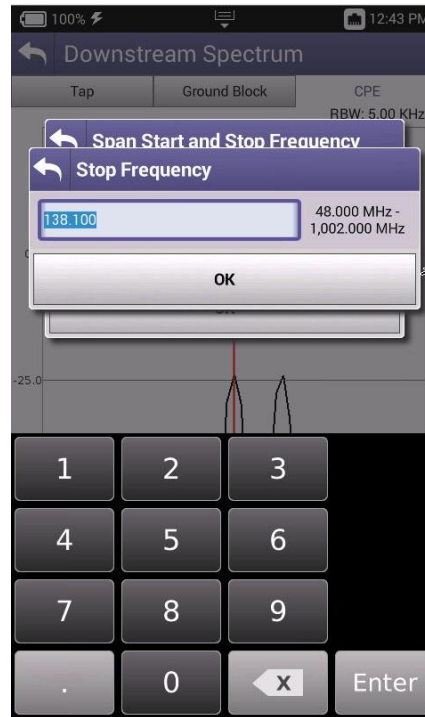 100%
12:43 PM
Downstream Spectrum
Tap
Ground Block
CPE
RBW: 5.00 KHz
Span Start and Stop Frequency
Stop Frequency
138.100
48.000 MHz -
1,002.000 MHz
OK
-25.0
1 2 3
4 5 6
7 8 9
. 0 X Enter